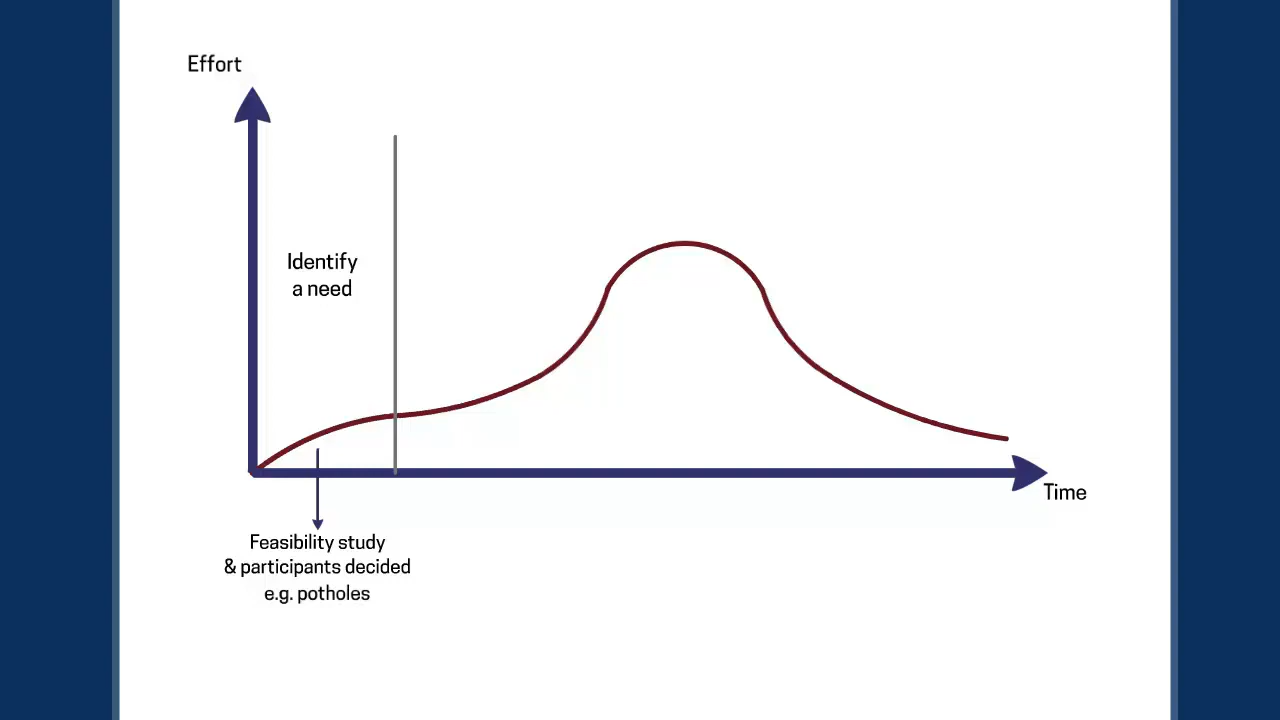 Effort
Identify
a need
Time
Feasibility study
& participants decided
e.g. potholes